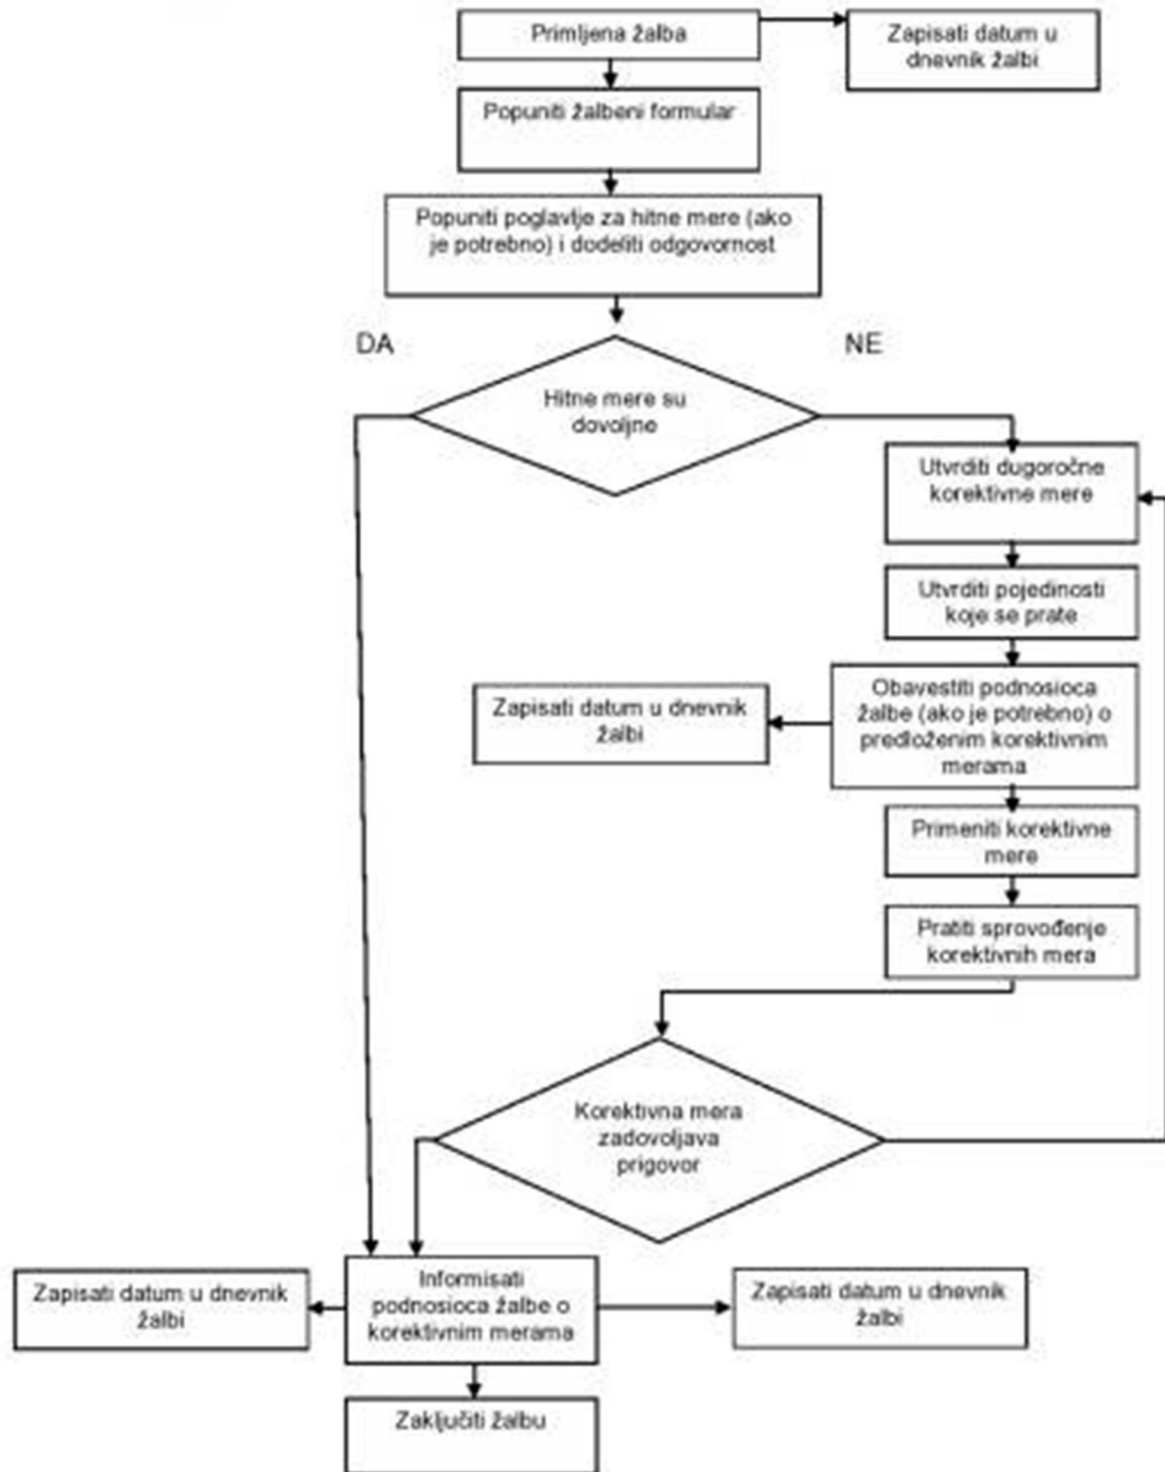 Primljena žalba
Zapisati datum u
dnevnik žalbi
Popuniti žalbeni formular
Popuniti poglavlje za hitne mere (ako
je potrebno) i dodeliti odgovornost
DA
NE
Hitne mere su
dovoljne
Utvrditi dugoročne
korektivne mere
Utvrditi pojedinosti
koje se prate
Obavestiti podnosioca
žalbe (ako je potrebno) o
predloženim korektivnim
merama
Zapisati datum u dnevnik
žalbi
Primeniti korektivne
mere
Pratiti sprovođenje
korektivnih mera
Korektivna mera
zadovoljava
prigovor
Zapisati datum u dnevnik
žalbi
Informisati
podnosioca žalbe o
korektivnim merama
Zapisati datum u dnevnik
žalbi
Zaključiti žalbu